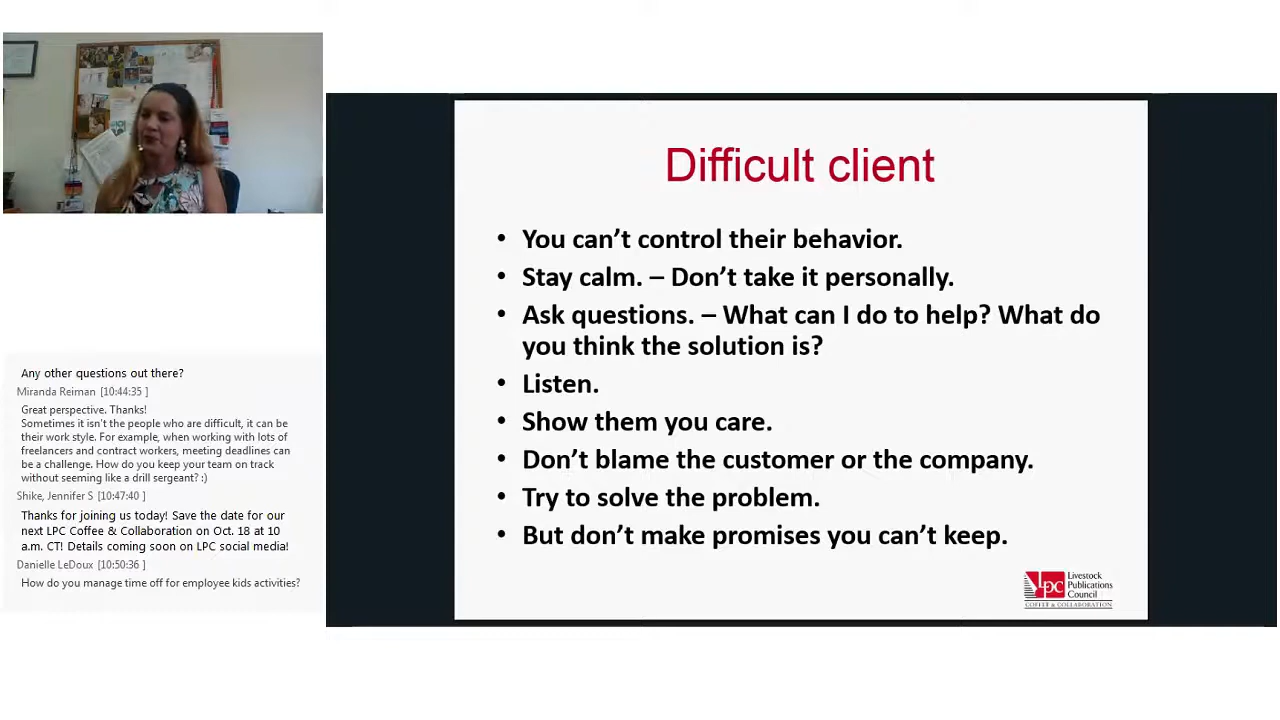 Any other questions out there?
Miranda Reiman [10:44:35 ]
Great perspective. Thanks!
Sometimes it isn't the people who are difficult, it can be
their work style. For example, when working with lots of
freelancers and contract workers, meeting deadlines can
be a challenge. How do you keep your team on track
without seeming like a drill sergeant? :)
Shike, Jennifer S [10:47:40 ]
Thanks for joining us today! Save the date for our
next LPC Coffee & Collaboration on Oct. 18 at 10
a.m. CT! Details coming soon on LPC social media!
Danielle LeDoux [10:50:36 ]
How do you manage time off for employee kids activities?
Difficult client
• You can’t control their behavior.
• Stay calm. – Don’t take it personally.
• Ask questions. – What can I do to help? What do
you think the solution is?
• Listen.
• Show them you care.
• Don’t blame the customer or the company.
• Try to solve the problem.
• But don’t make promises you can’t keep.
LPC
Livestock
Publications
Council
COFFEE & COLLABORATION